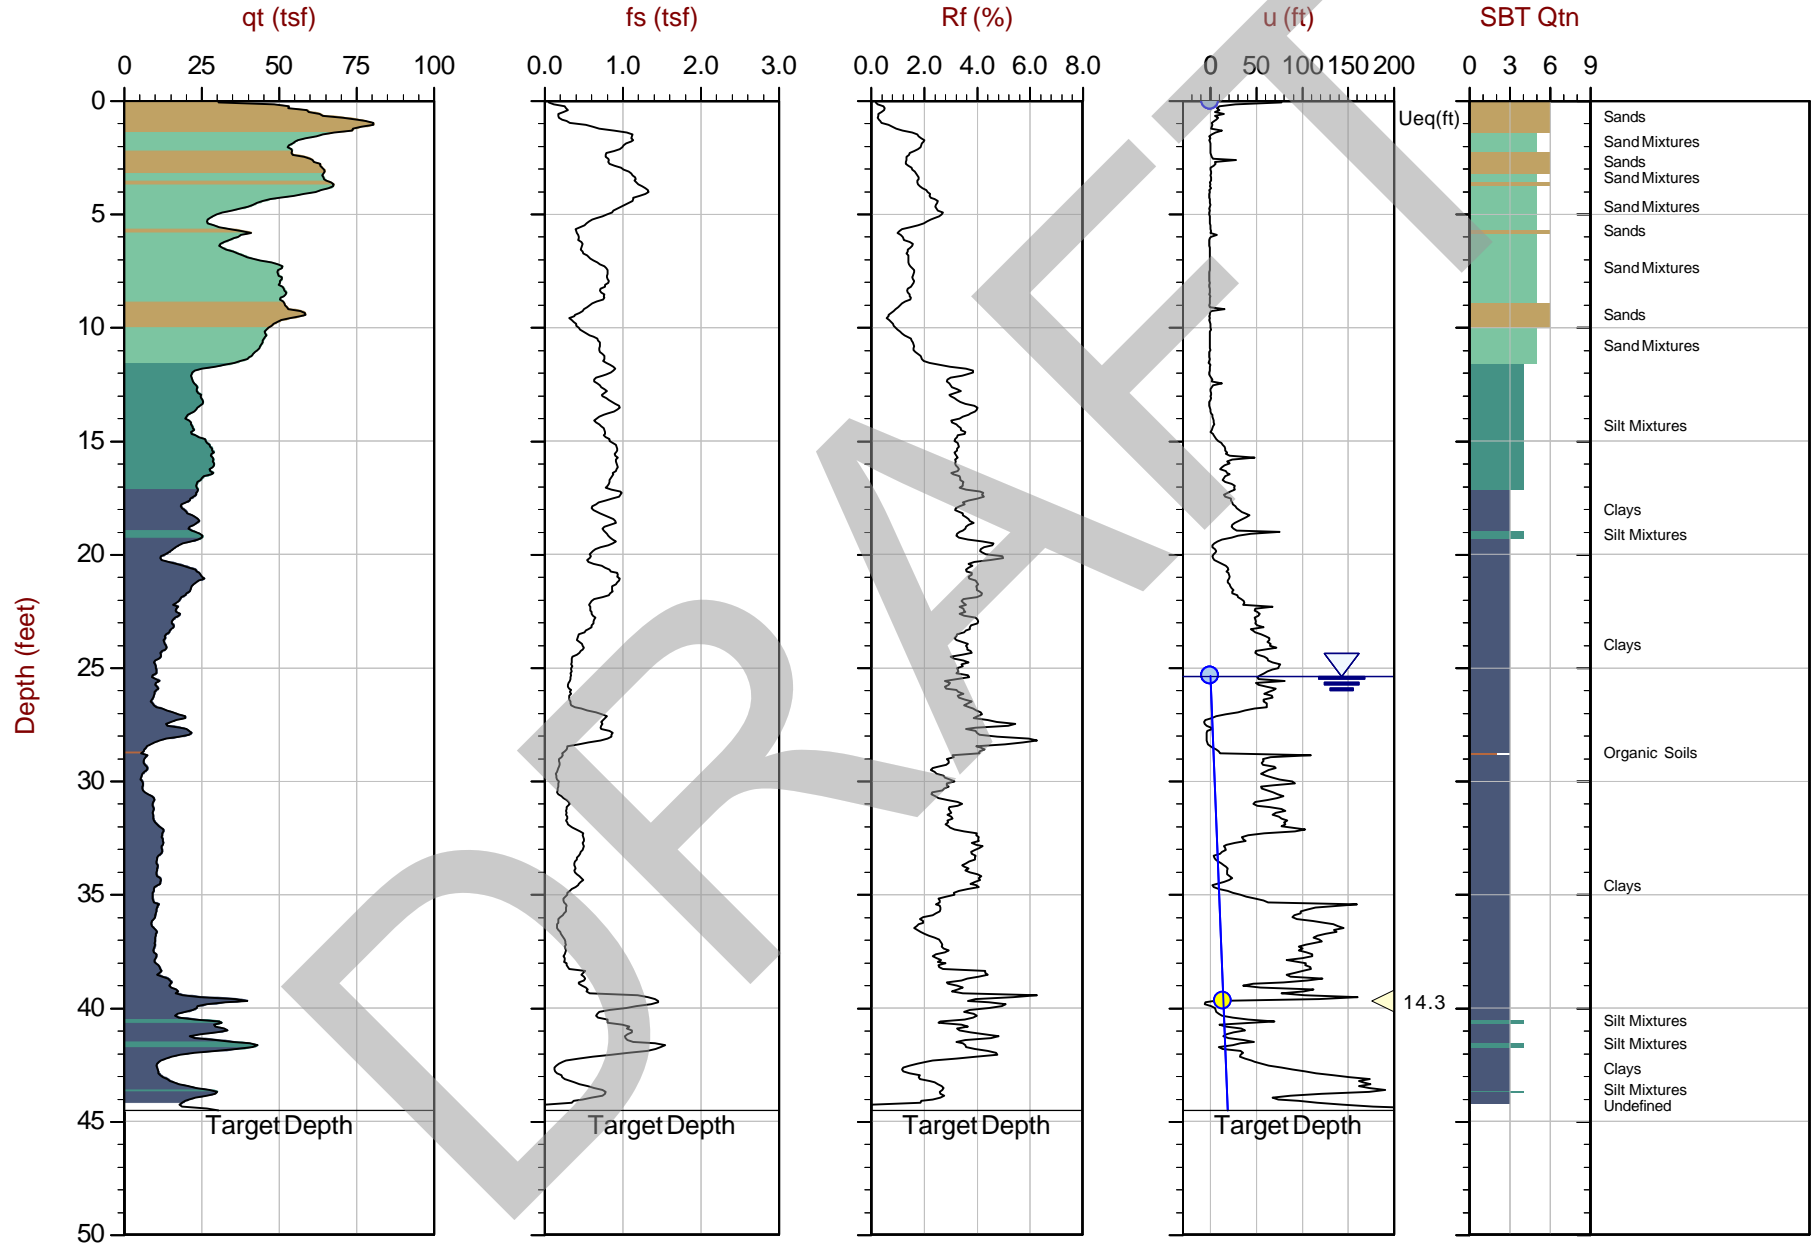 qt (tsf) fs (tsf) Rf (%) u (ft) SBT Qtn
0 25 50 75 100 0.0 1.0 2.0 3.0 0.0 2.0 4.0 6.0 8.0 0 50 100 150 200 0 3 6 9
0
Ueq(ft)
Sands
Sand Mixtures
Sands
Sand Mixtures
Sand Mixtures
5
Sands
Sand Mixtures
Sands
10
Sand Mixtures
Silt Mixtures
15
Clays
Silt Mixtures
20
Clays
Depth (feet)
25
Organic Soils
30
Clays
35
40
14.3
Silt Mixtures
Silt Mixtures
Clays
Silt Mixtures
Undefined
Target Depth Target Depth Target Depth Target Depth
45
50
DRAFT